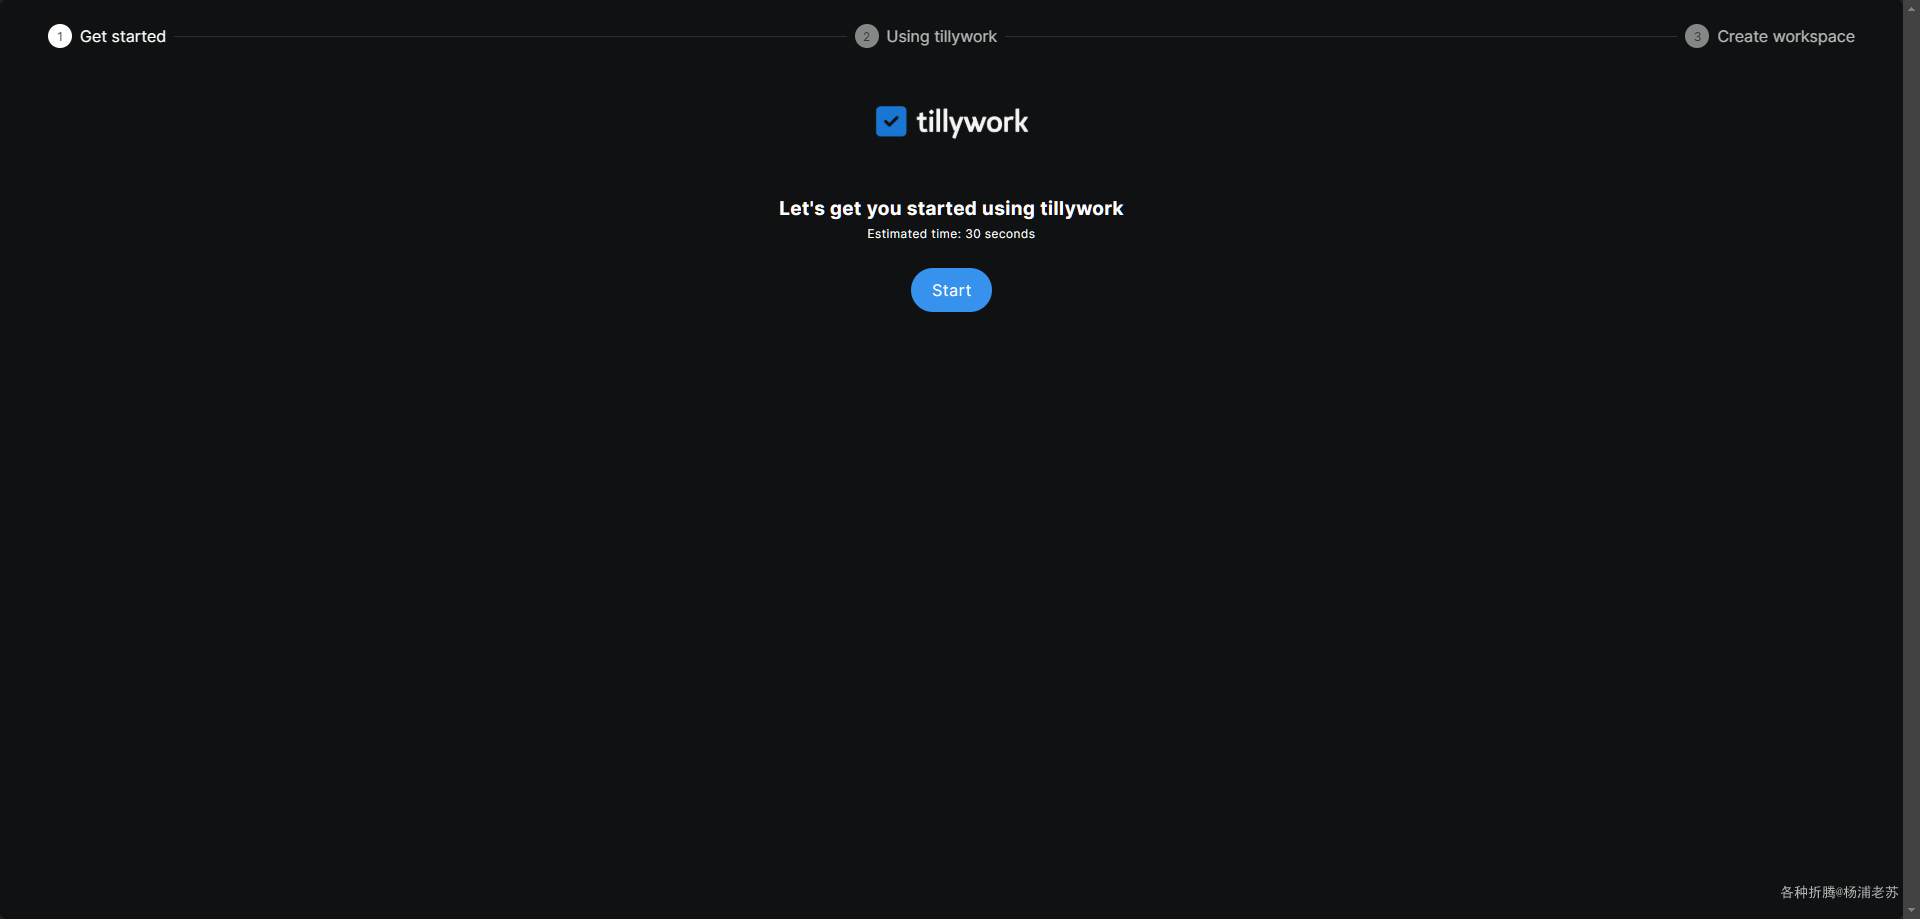 1 Get started
2 Using tillywork
3 Create workspace
tillywork
Let's get you started using tillywork
Estimated time: 30 seconds
Start
各种折腾@杨浦老苏